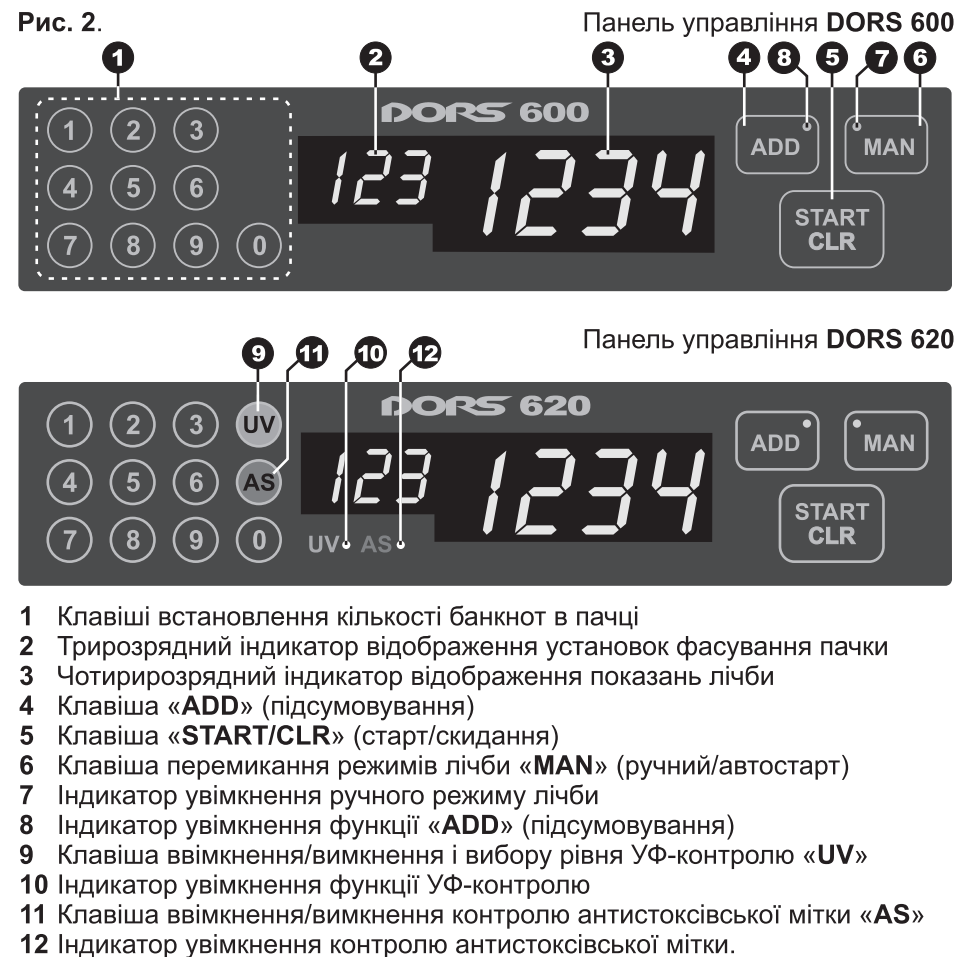 Рис. 2.
Панель управління DORS 600
1 2 3 4 8 5 7 6
DORS 600
1 2 3
4 5 6
7 8 9 0
123 1234
ADD MAN
START
CLR
Панель управління DORS 620
9 11 10 12
DORS 620
1 2 3 UV
4 5 6 AS
7 8 9 0
123 1234
UV AS
ADD MAN
START
CLR
1 Клавіші встановлення кількості банкнот в пачці
2 Трирозрядний індикатор відображення установок фасування пачки
3 Чотирирозрядний індикатор відображення показань лічби
4 Клавіша «ADD» (підсумовування)
5 Клавіша «START/CLR» (старт/скидання)
6 Клавіша перемикання режимів лічби «MAN» (ручний/автостарт)
7 Індикатор увімкнення ручного режиму лічби
8 Індикатор увімкнення функції «ADD» (підсумовування)
9 Клавіша ввімкнення/вимкнення і вибору рівня УФ-контролю «UV»
10 Індикатор увімкнення функції УФ-контролю
11 Клавіша ввімкнення/вимкнення контролю антистоксівської мітки «AS»
12 Індикатор увімкнення контролю антистоксівської мітки.